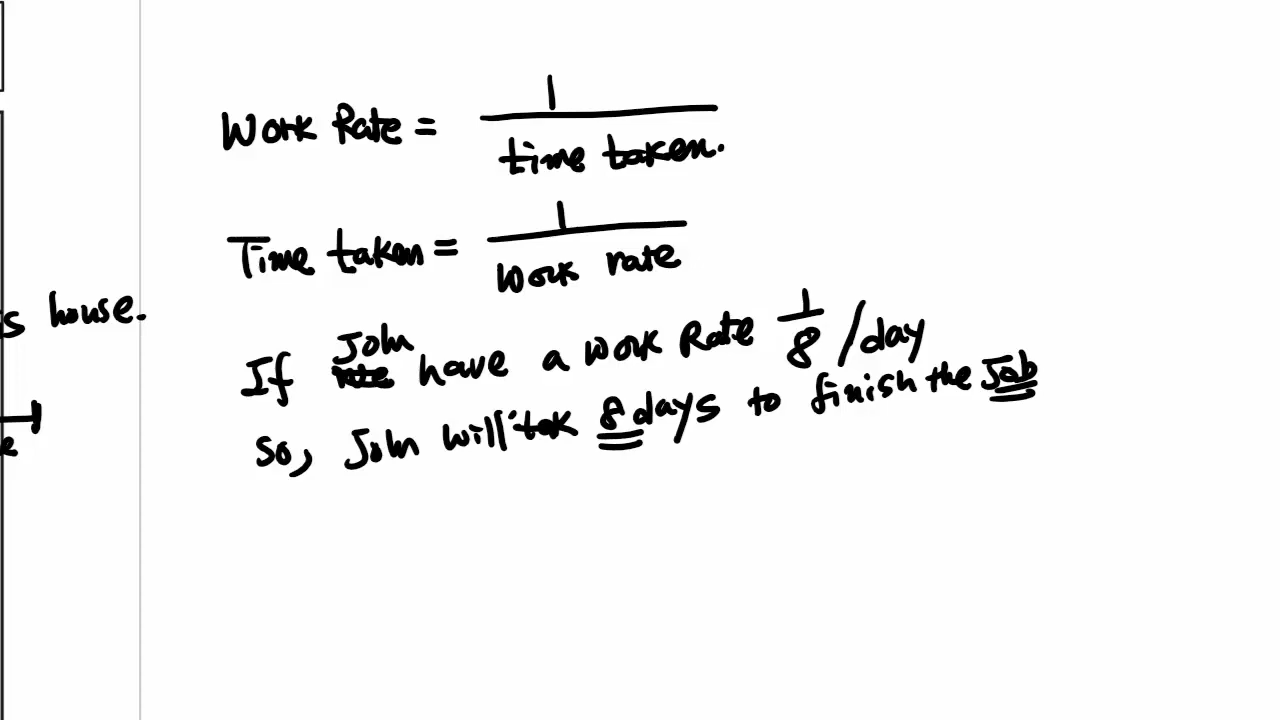 Work Rate = 1 / time taken.
Time taken = 1 / work rate
s house.
If John have a work Rate 1/8 /day
so, John will tak 8 days to finish the Job
e